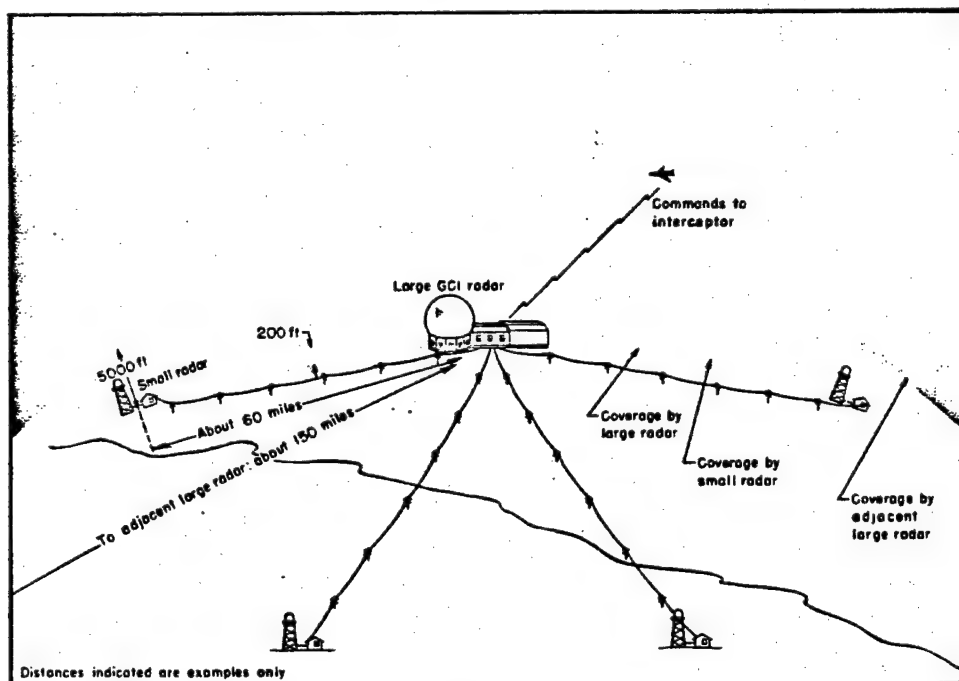 Commands to
interceptor
Large GCI radar
200 ft
5000 ft
Small radar
About 60 miles
To adjacent large radar: about 150 miles
Coverage by
large radar
Coverage by
small radar
Coverage by
adjacent
large radar
Distances indicated are examples only